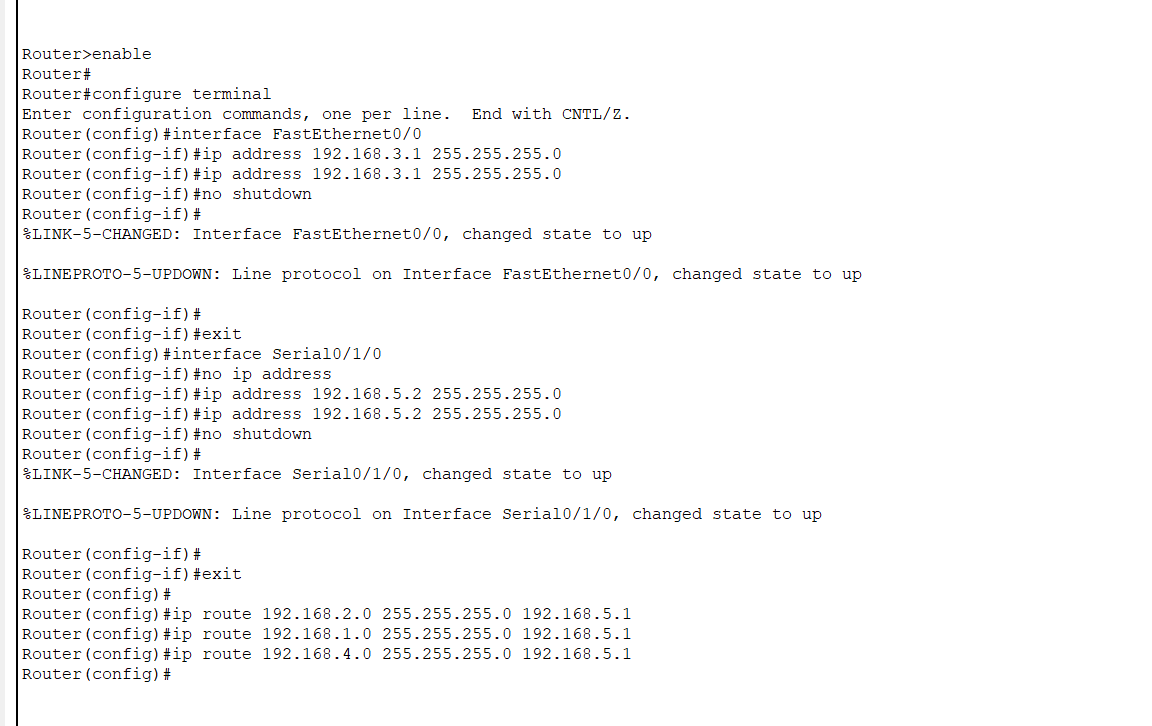 Router>enable
Router#
Router#configure terminal
Enter configuration commands, one per line.  End with CNTL/Z.
Router(config)#interface FastEthernet0/0
Router(config-if)#ip address 192.168.3.1 255.255.255.0
Router(config-if)#ip address 192.168.3.1 255.255.255.0
Router(config-if)#no shutdown
Router(config-if)#
%LINK-5-CHANGED: Interface FastEthernet0/0, changed state to up
%LINEPROTO-5-UPDOWN: Line protocol on Interface FastEthernet0/0, changed state to up
Router(config-if)#
Router(config-if)#exit
Router(config)#interface Serial0/1/0
Router(config-if)#no ip address
Router(config-if)#ip address 192.168.5.2 255.255.255.0
Router(config-if)#ip address 192.168.5.2 255.255.255.0
Router(config-if)#no shutdown
Router(config-if)#
%LINK-5-CHANGED: Interface Serial0/1/0, changed state to up
%LINEPROTO-5-UPDOWN: Line protocol on Interface Serial0/1/0, changed state to up
Router(config-if)#
Router(config-if)#exit
Router(config)#
Router(config)#ip route 192.168.2.0 255.255.255.0 192.168.5.1
Router(config)#ip route 192.168.1.0 255.255.255.0 192.168.5.1
Router(config)#ip route 192.168.4.0 255.255.255.0 192.168.5.1
Router(config)#